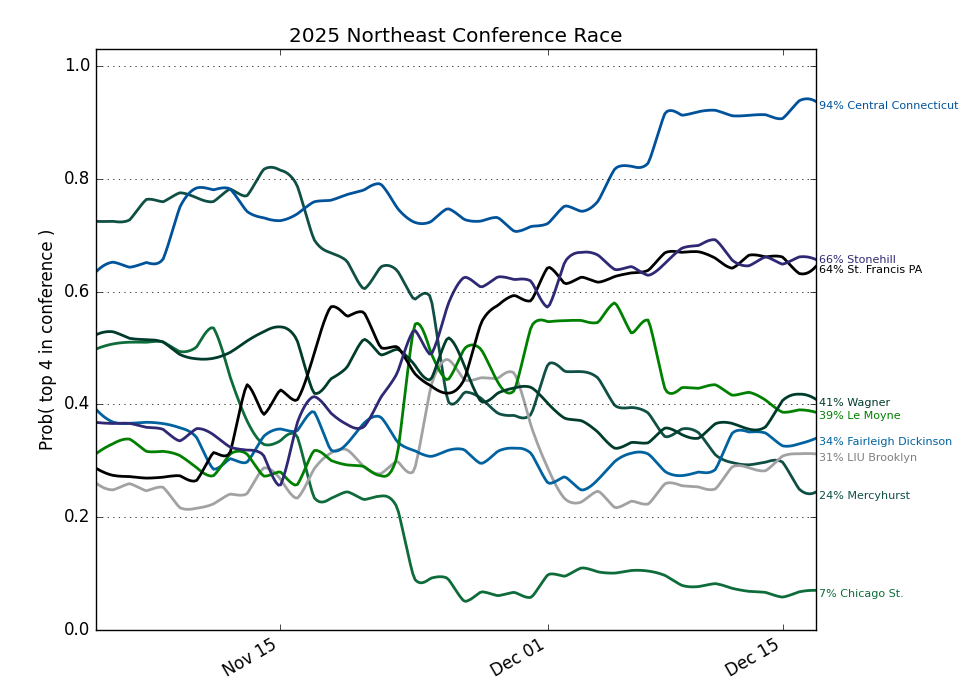 2025 Northeast Conference Race
Prob( top 4 in conference )
1.0
0.8
0.6
0.4
0.2
0.0
Nov 15
Dec 01
Dec 15
94% Central Connecticut
66% Stonehill
64% St. Francis PA
41% Wagner
39% Le Moyne
34% Fairleigh Dickinson
31% LIU Brooklyn
24% Mercyhurst
7% Chicago St.